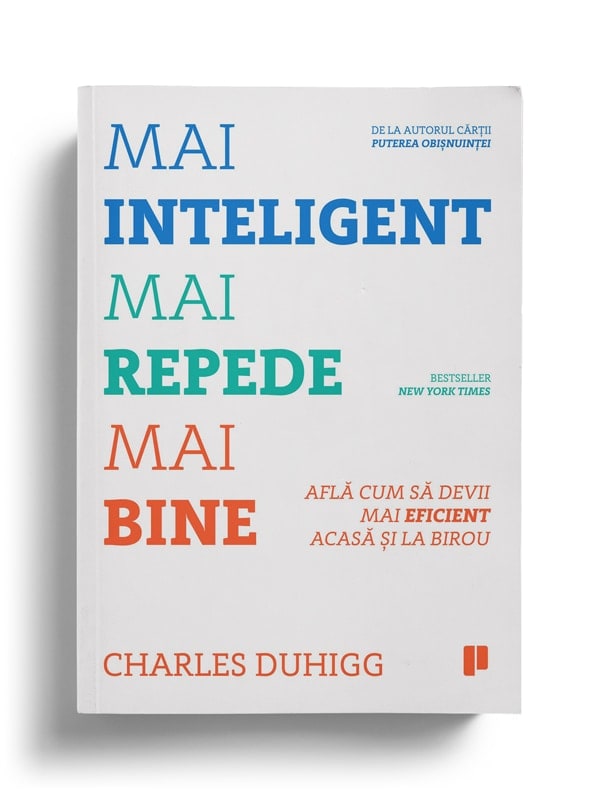 MAI
DE LA AUTORUL CĂRȚII
PUTEREA OBIȘNUINȚEI
INTELIGENT
MAI
REPEDE
BESTSELLER
NEW YORK TIMES
MAI
BINE
AFLĂ CUM SĂ DEVII
MAI EFICIENT
ACASĂ ȘI LA BIROU
CHARLES DUHIGG